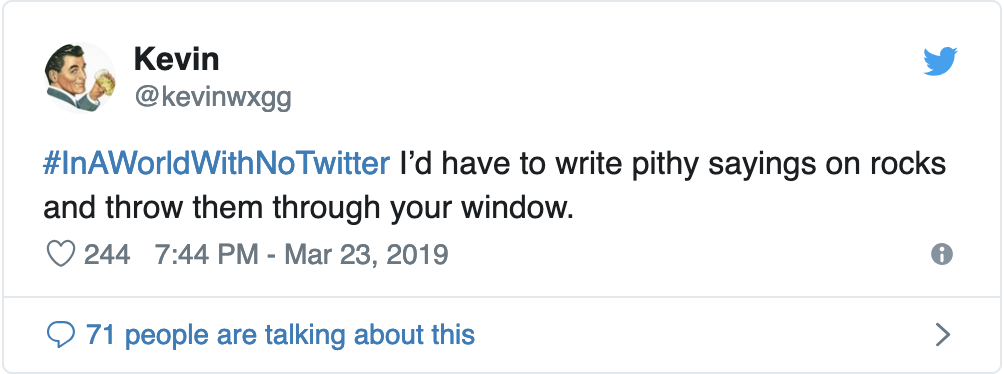 Kevin
@kevinwxgg
#InAWorldWithNoTwitter I’d have to write pithy sayings on rocks
and throw them through your window.
244 7:44 PM - Mar 23, 2019
71 people are talking about this